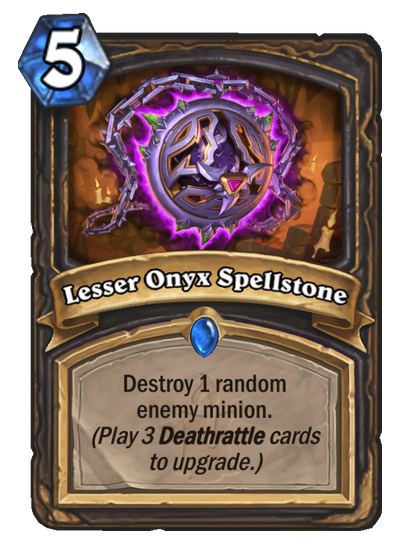 5
Lesser Onyx Spellstone
Destroy 1 random
enemy minion.
(Play 3 Deathrattle cards
to upgrade.)